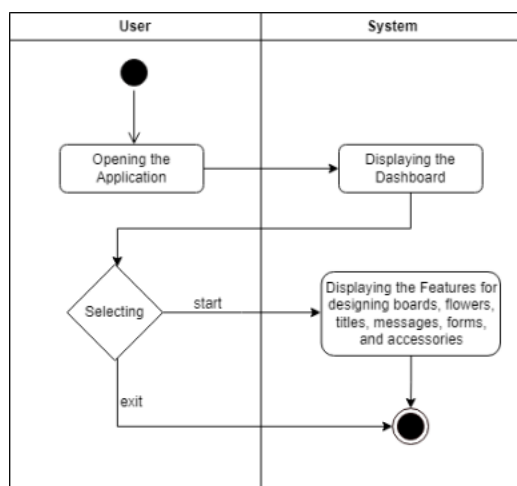 User
System
Opening the
Application
Displaying the
Dashboard
Selecting
start
Displaying the Features for
designing boards, flowers,
titles, messages, forms,
and accessories
exit